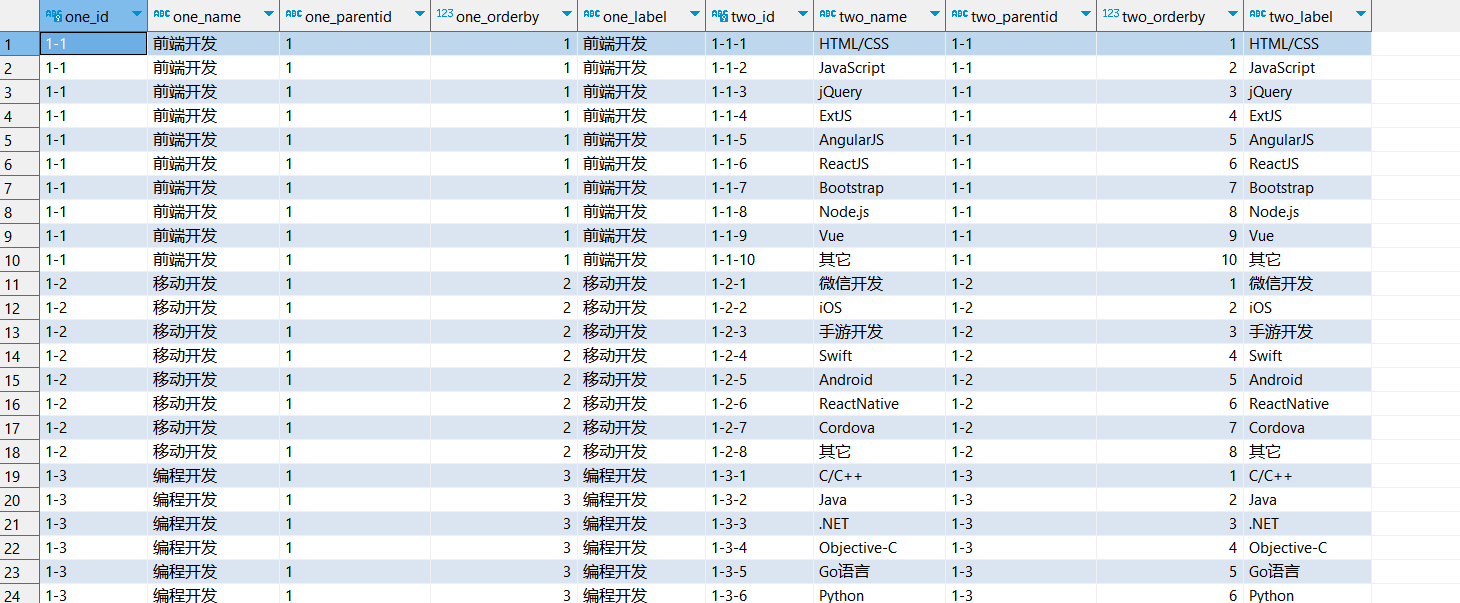 one_id one_name one_parentid 123 one_orderby one_label two_id two_name two_parentid 123 two_orderby two_label
1 1-1 前端开发 1 1 前端开发 1-1-1 HTML/CSS 1-1 1 HTML/CSS
2 1-1 前端开发 1 1 前端开发 1-1-2 JavaScript 1-1 2 JavaScript
3 1-1 前端开发 1 1 前端开发 1-1-3 jQuery 1-1 3 jQuery
4 1-1 前端开发 1 1 前端开发 1-1-4 ExtJS 1-1 4 ExtJS
5 1-1 前端开发 1 1 前端开发 1-1-5 AngularJS 1-1 5 AngularJS
6 1-1 前端开发 1 1 前端开发 1-1-6 ReactJS 1-1 6 ReactJS
7 1-1 前端开发 1 1 前端开发 1-1-7 Bootstrap 1-1 7 Bootstrap
8 1-1 前端开发 1 1 前端开发 1-1-8 Node.js 1-1 8 Node.js
9 1-1 前端开发 1 1 前端开发 1-1-9 Vue 1-1 9 Vue
10 1-1 前端开发 1 1 前端开发 1-1-10 其它 1-1 10 其它
11 1-2 移动开发 1 2 移动开发 1-2-1 微信开发 1-2 1 微信开发
12 1-2 移动开发 1 2 移动开发 1-2-2 iOS 1-2 2 iOS
13 1-2 移动开发 1 2 移动开发 1-2-3 手游开发 1-2 3 手游开发
14 1-2 移动开发 1 2 移动开发 1-2-4 Swift 1-2 4 Swift
15 1-2 移动开发 1 2 移动开发 1-2-5 Android 1-2 5 Android
16 1-2 移动开发 1 2 移动开发 1-2-6 ReactNative 1-2 6 ReactNative
17 1-2 移动开发 1 2 移动开发 1-2-7 Cordova 1-2 7 Cordova
18 1-2 移动开发 1 2 移动开发 1-2-8 其它 1-2 8 其它
19 1-3 编程开发 1 3 编程开发 1-3-1 C/C++ 1-3 1 C/C++
20 1-3 编程开发 1 3 编程开发 1-3-2 Java 1-3 2 Java
21 1-3 编程开发 1 3 编程开发 1-3-3 .NET 1-3 3 .NET
22 1-3 编程开发 1 3 编程开发 1-3-4 Objective-C 1-3 4 Objective-C
23 1-3 编程开发 1 3 编程开发 1-3-5 Go语言 1-3 5 Go语言
24 1-3 编程开发 1 3 编程开发 1-3-6 Python 1-3 6 Python